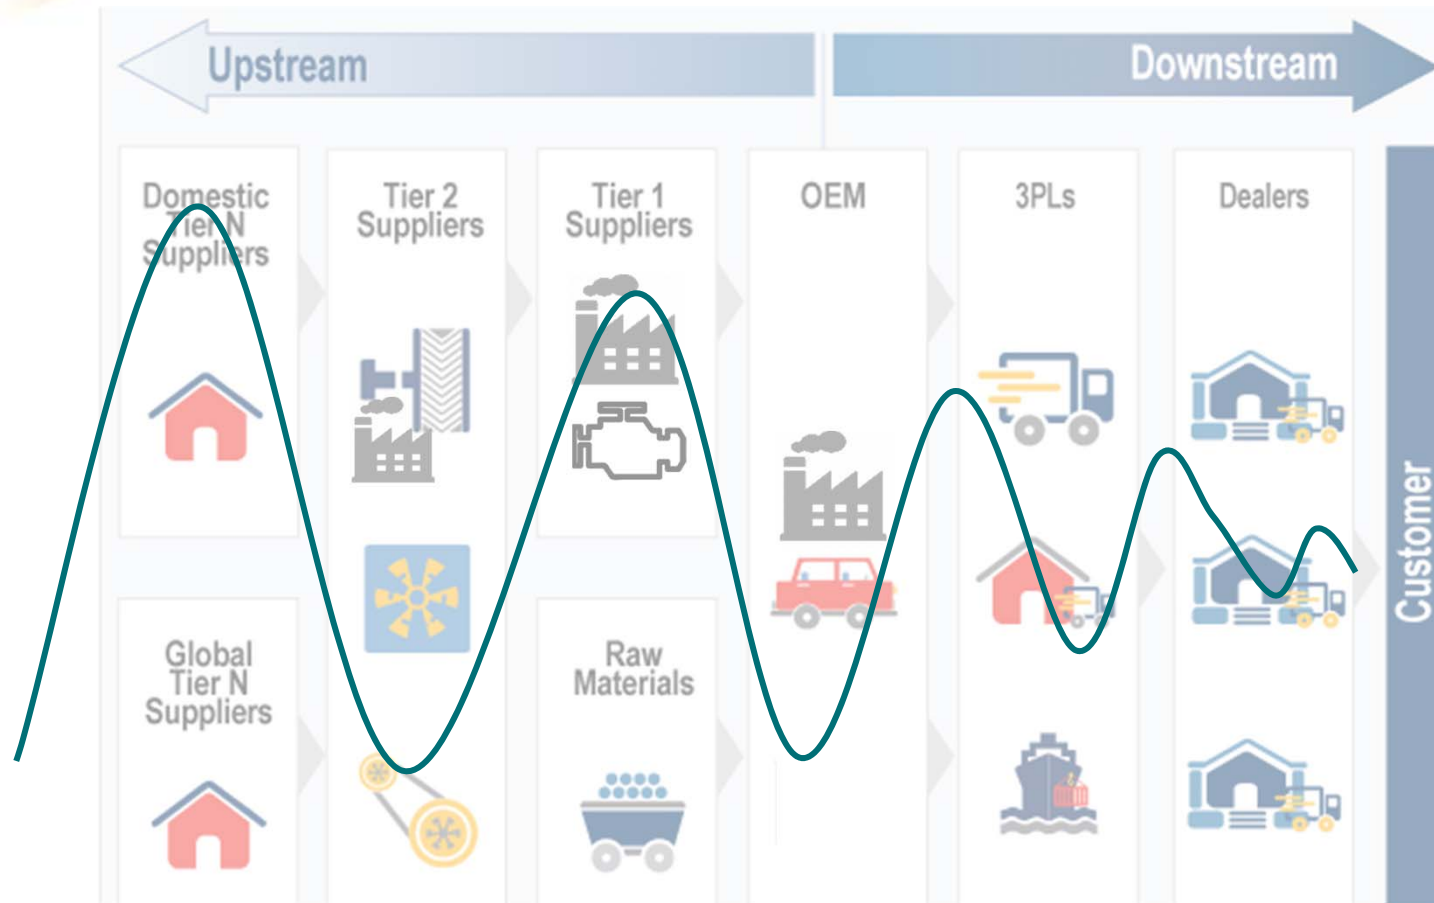 Upstream
Downstream
Domestic
Tier N
Suppliers
Tier 2
Suppliers
Tier 1
Suppliers
OEM
3PLs
Dealers
Customer
Global
Tier N
Suppliers
Raw
Materials